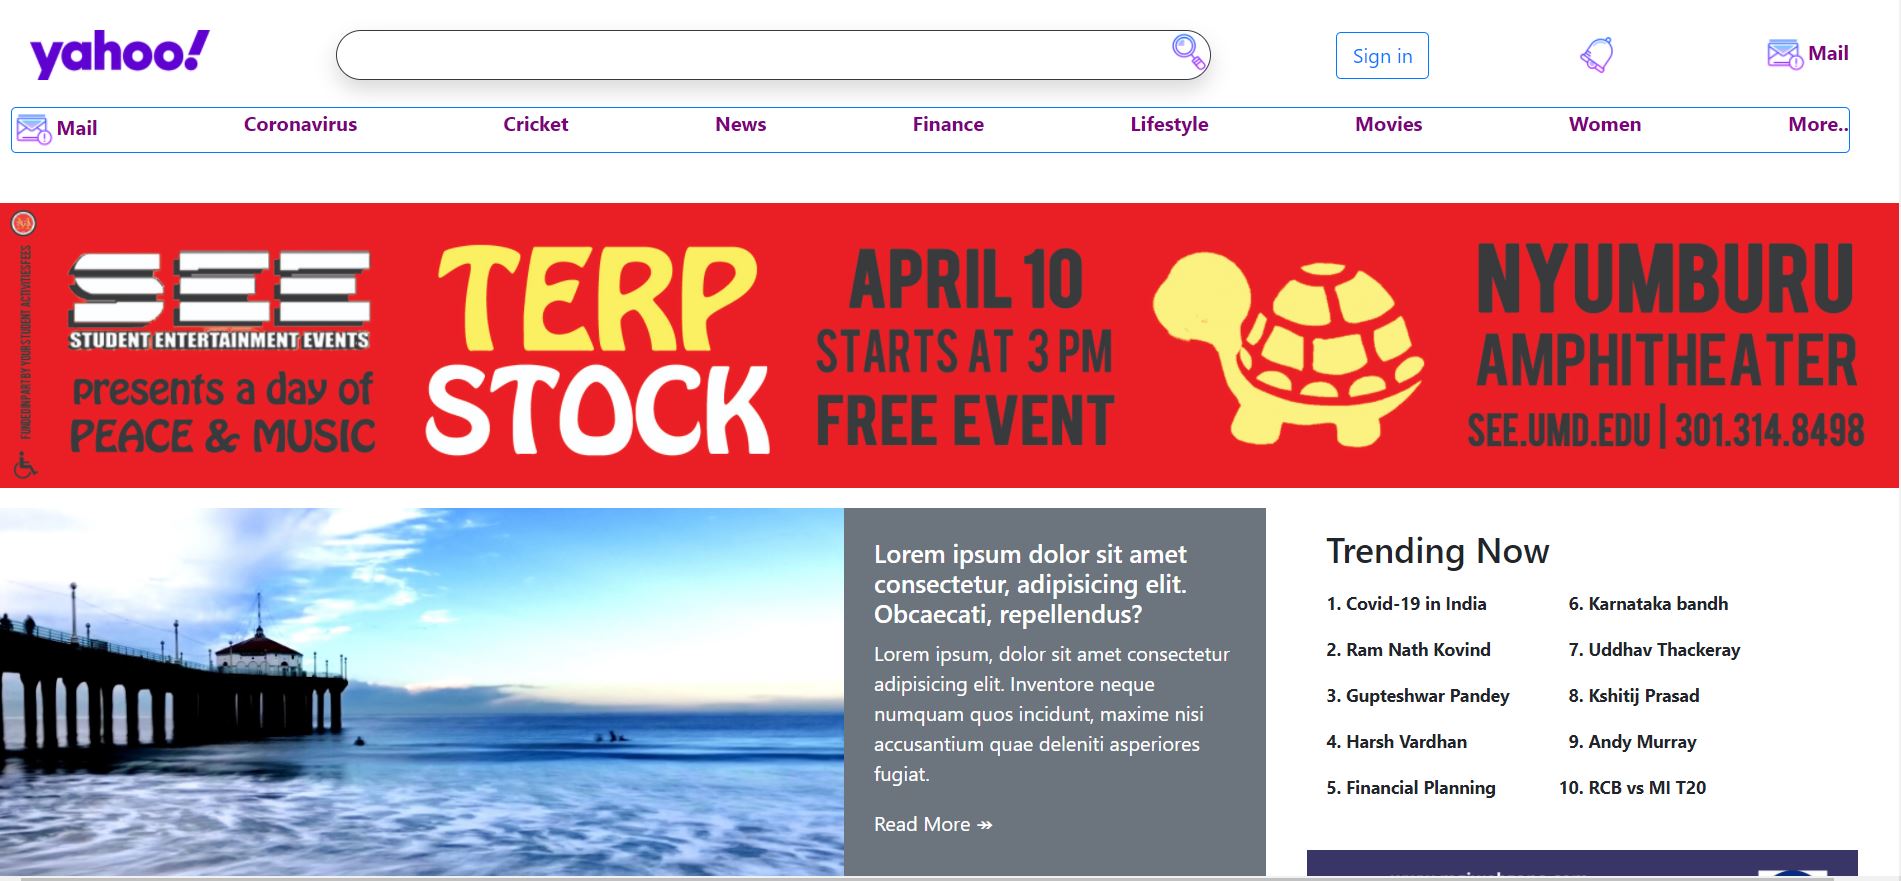 yahoo!
Sign in
Mail
Mail
Coronavirus
Cricket
News
Finance
Lifestyle
Movies
Women
More..
FUNDED IN PART BY YOUR STUDENT ACTIVITIES FEES
SEE
STUDENT ENTERTAINMENT EVENTS
presents a day of
PEACE & MUSIC
TERP
STOCK
APRIL 10
STARTS AT 3 PM
FREE EVENT
NYUMBURU
AMPHITHEATER
SEE.UMD.EDU | 301.314.8498
Lorem ipsum dolor sit amet
consectetur, adipisicing elit.
Obcaecati, repellendus?
Lorem ipsum, dolor sit amet consectetur
adipisicing elit. Inventore neque
numquam quos incidunt, maxime nisi
accusantium quae deleniti asperiores
fugiat.
Read More ↠
Trending Now
1. Covid-19 in India
2. Ram Nath Kovind
3. Gupteshwar Pandey
4. Harsh Vardhan
5. Financial Planning
6. Karnataka bandh
7. Uddhav Thackeray
8. Kshitij Prasad
9. Andy Murray
10. RCB vs MI T20